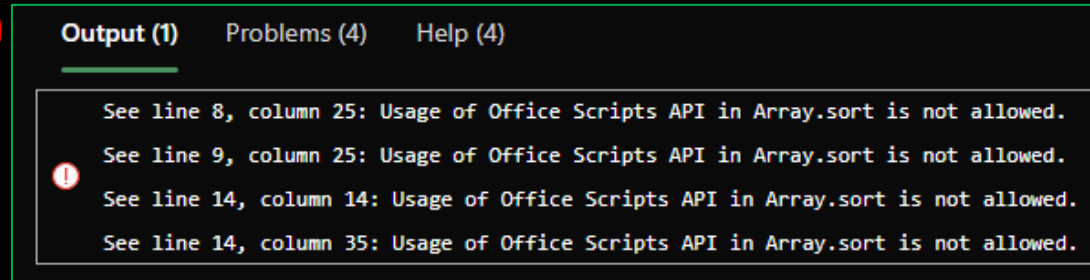 Output (1) Problems (4) Help (4)
See line 8, column 25: Usage of Office Scripts API in Array.sort is not allowed.
See line 9, column 25: Usage of Office Scripts API in Array.sort is not allowed.
See line 14, column 14: Usage of Office Scripts API in Array.sort is not allowed.
See line 14, column 35: Usage of Office Scripts API in Array.sort is not allowed.